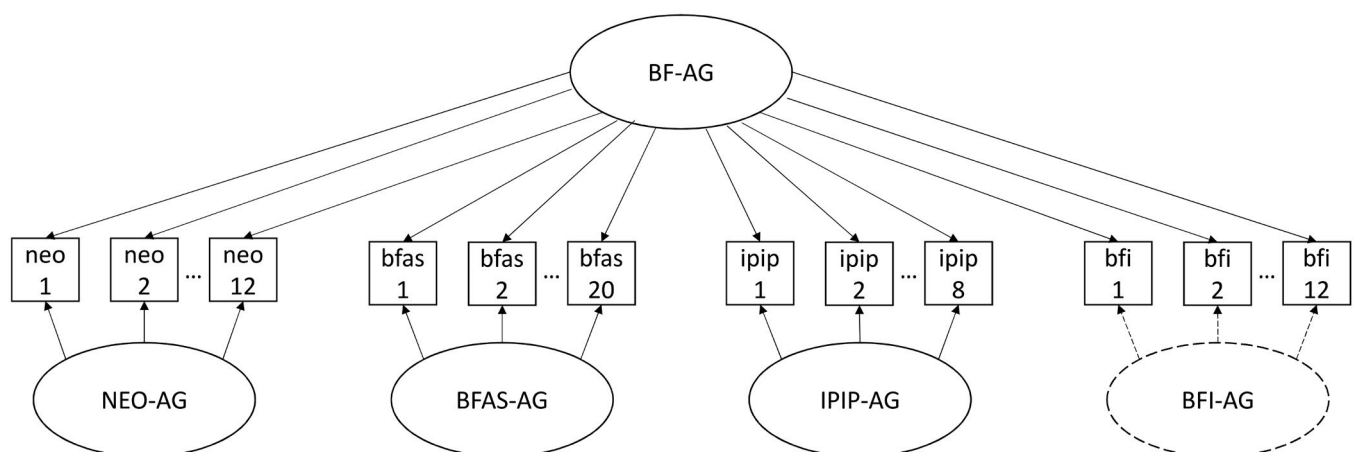 BF-AG
neo 1
neo 2
...
neo 12
bfas 1
bfas 2
...
bfas 20
ipip 1
ipip 2
...
ipip 8
bfi 1
bfi 2
...
bfi 12
NEO-AG
BFAS-AG
IPIP-AG
BFI-AG